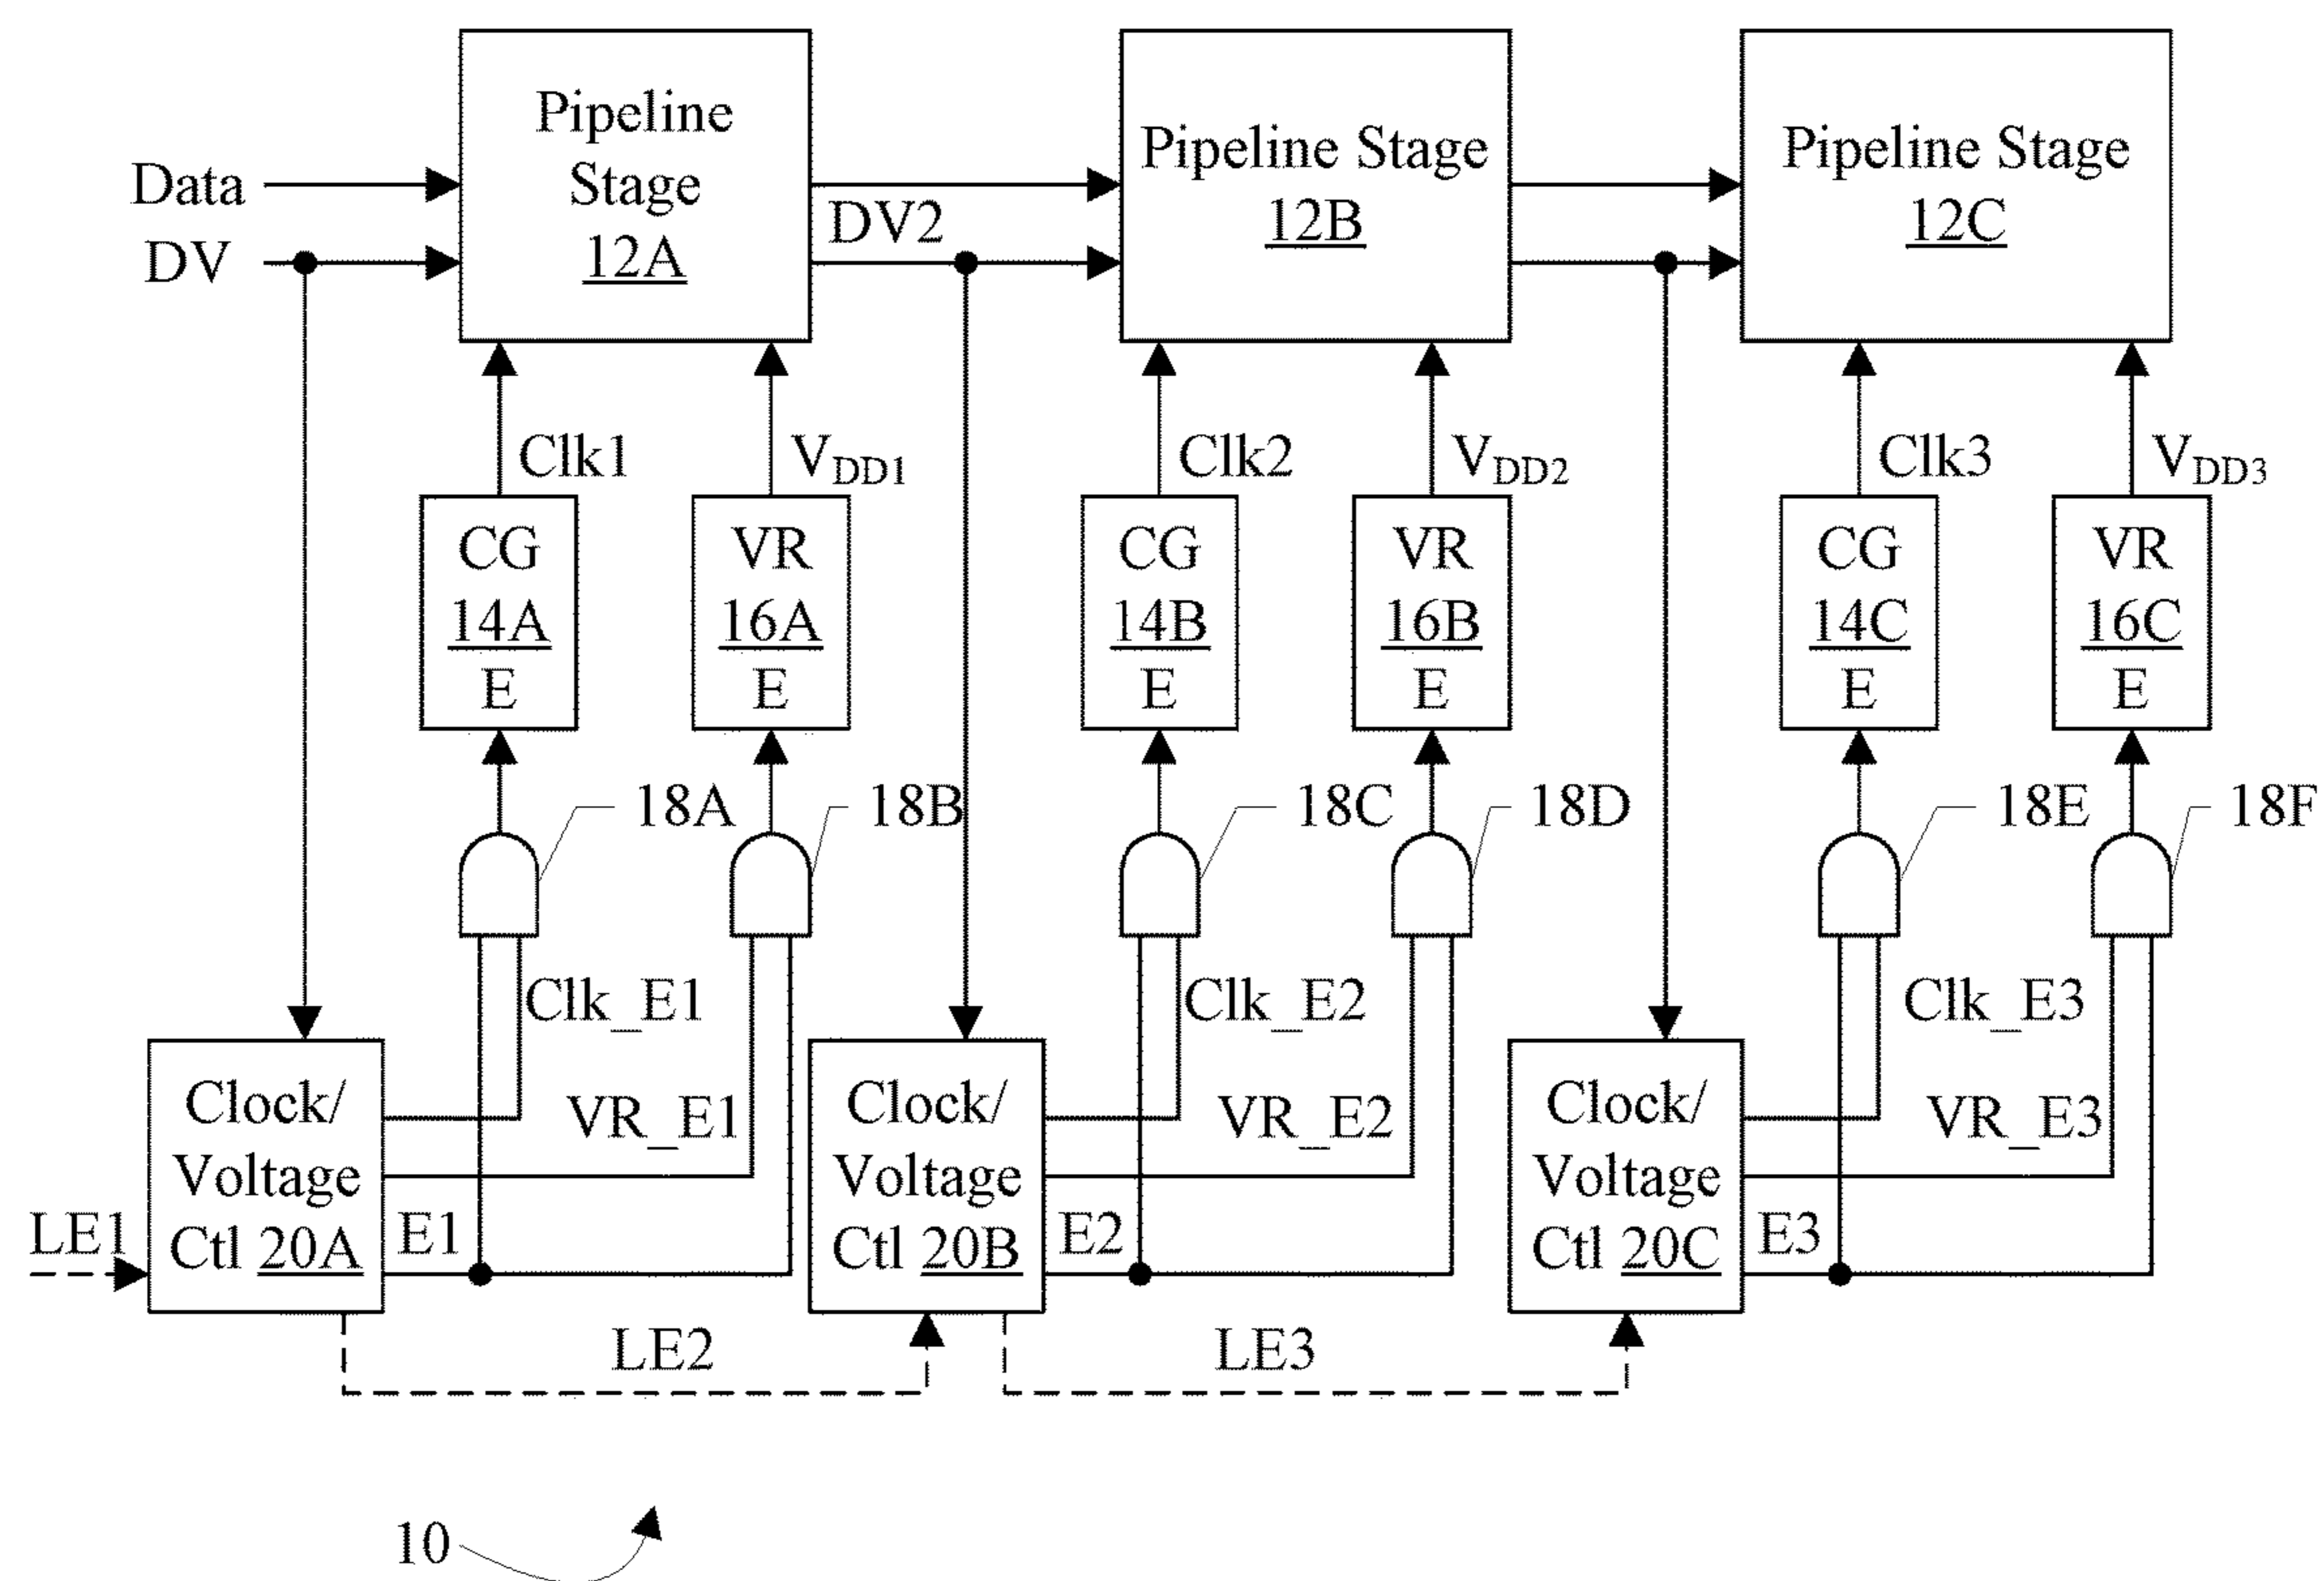 Pipeline
Stage
12A
Pipeline Stage
12B
Pipeline Stage
12C
Data
DV
DV2
Clk1
VDD1
Clk2
VDD2
Clk3
VDD3
CG
14A
E
VR
16A
E
CG
14B
E
VR
16B
E
CG
14C
E
VR
16C
E
18A
18B
18C
18D
18E
18F
Clk_E1
Clk_E2
Clk_E3
Clock/
Voltage
Ctl 20A
VR_E1
Clock/
Voltage
Ctl 20B
VR_E2
Clock/
Voltage
Ctl 20C
VR_E3
LE1
E1
E2
E3
LE2
LE3
10